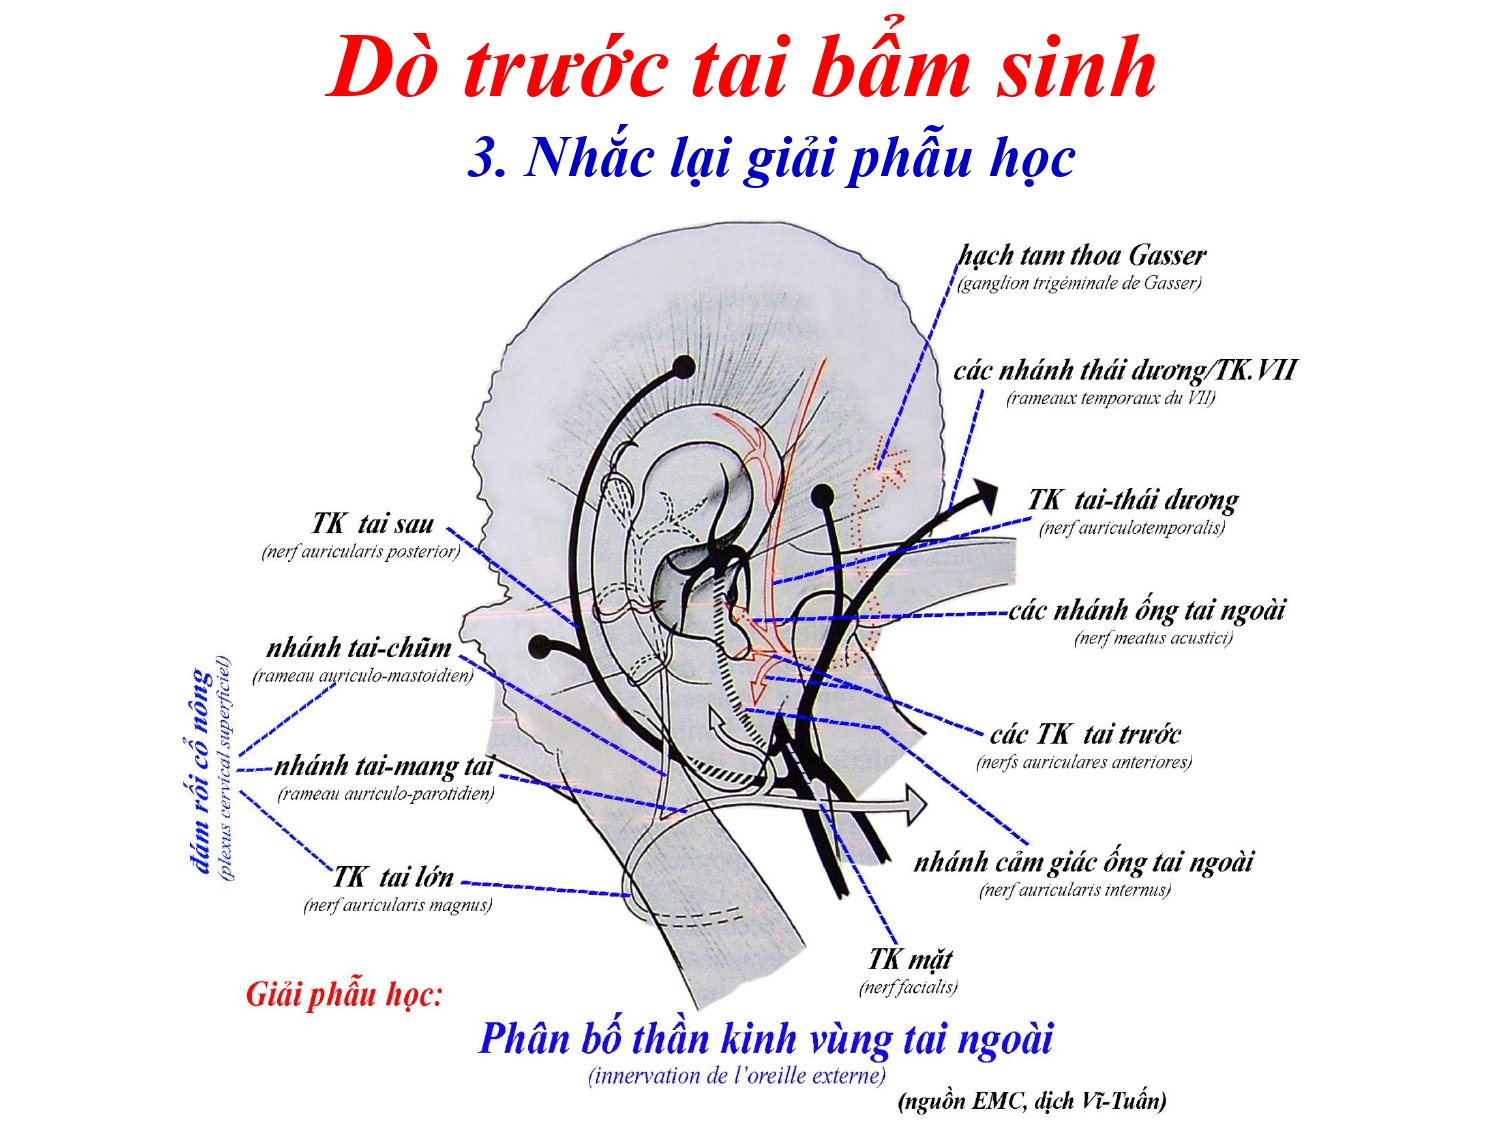 Dò trước tai bẩm sinh
3. Nhắc lại giải phẫu học
hạch tam thoa Gasser
(ganglion trigéminale de Gasser)
các nhánh thái dương/TK.VII
(rameaux temporaux du VII)
TK tai-thái dương
(nerf auriculotemporalis)
các nhánh ống tai ngoài
(nerf meatus acustici)
các TK tai trước
(nerfs auriculares anteriores)
nhánh cảm giác ống tai ngoài
(nerf auricularis internus)
TK mặt
(nerf facialis)
TK tai sau
(nerf auricularis posterior)
nhánh tai-chũm
(rameau auriculo-mastoidien)
nhánh tai-mang tai
(rameau auriculo-parotidien)
TK tai lớn
(nerf auricularis magnus)
đám rối cổ nông
(plexus cervical superficiel)
Giải phẫu học:
Phân bố thần kinh vùng tai ngoài
(innervation de l'oreille externe)
(nguồn EMC, dịch Vĩ-Tuấn)